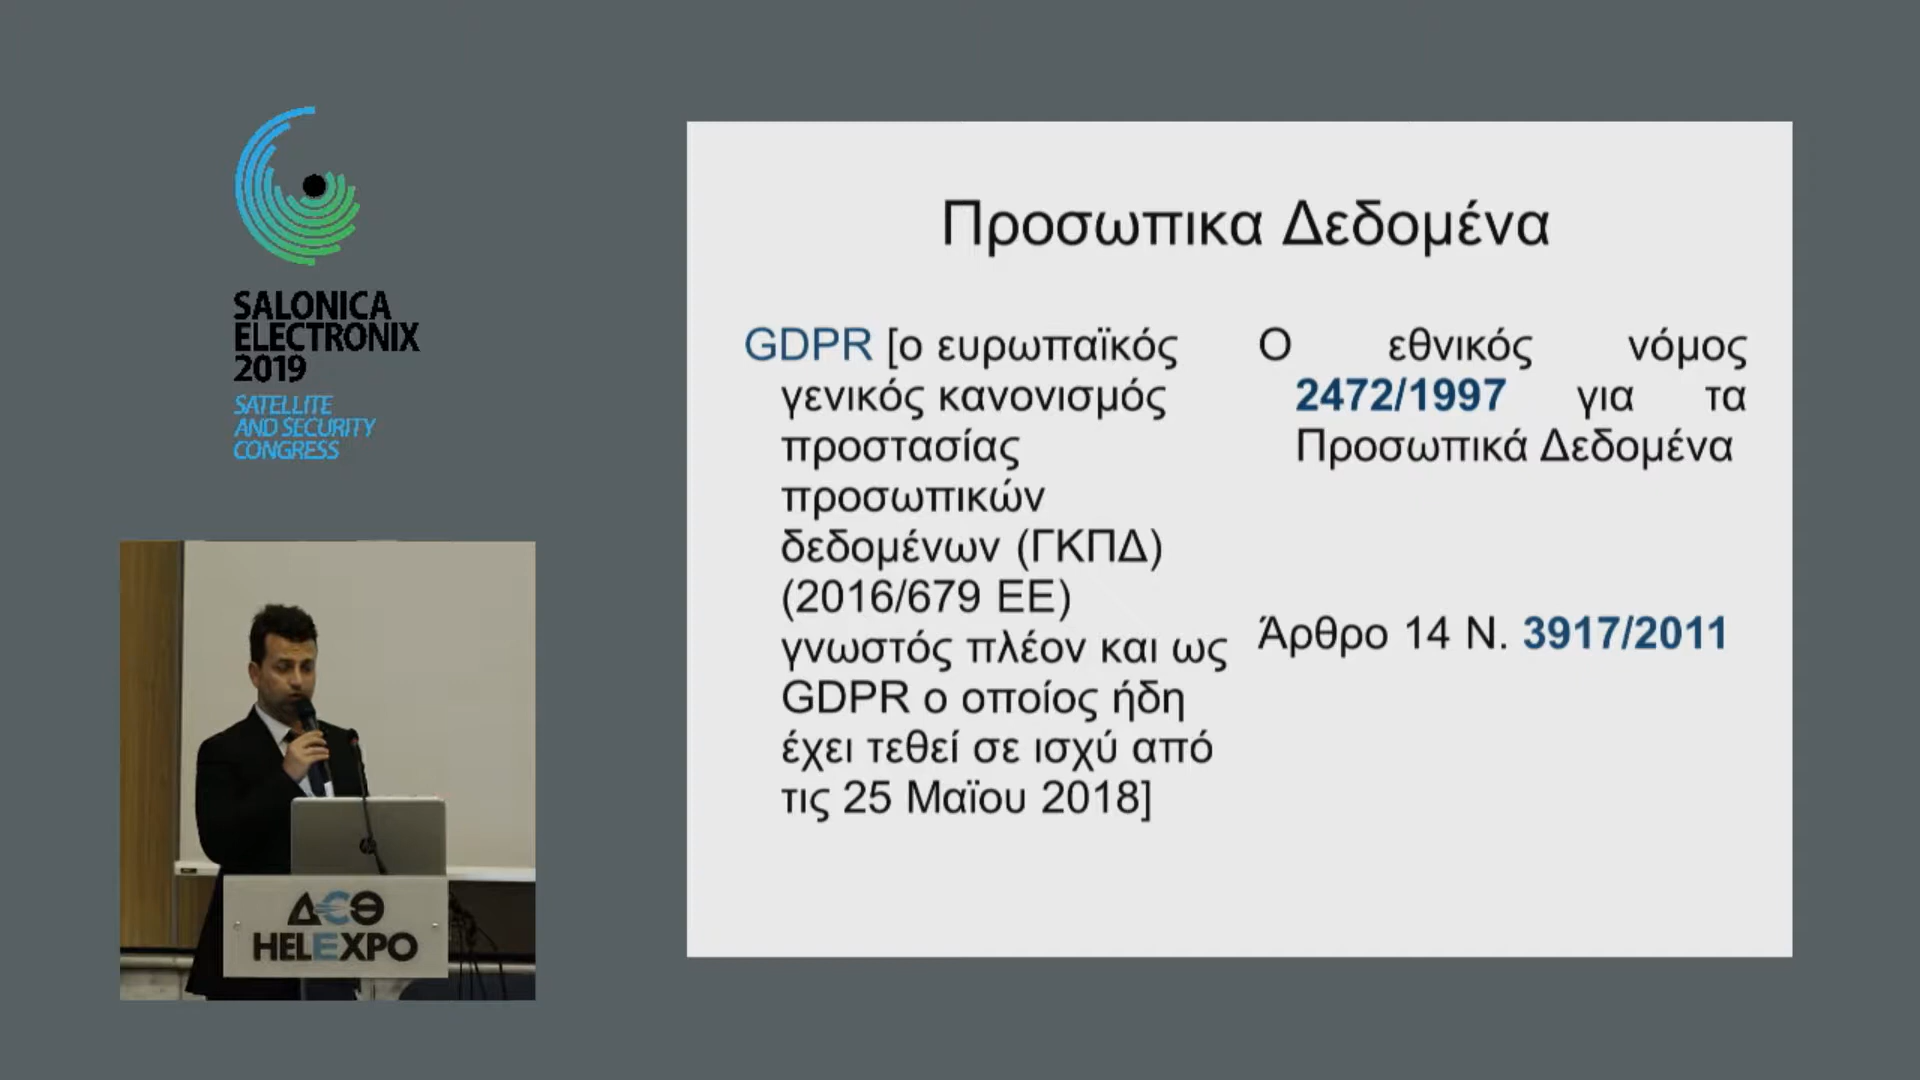 SALONICA
ELECTRONIX
2019
SATELLITE
AND SECURITY
CONGRESS
Προσωπικα Δεδομένα
GDPR [ο ευρωπαϊκός
γενικός κανονισμός
προστασίας
προσωπικών
δεδομένων (ΓΚΠΔ)
(2016/679 ΕΕ)
γνωστός πλέον και ως
GDPR ο οποίος ήδη
έχει τεθεί σε ισχύ από
τις 25 Μαϊου 2018]
Ο εθνικός νόμος
2472/1997 για τα
Προσωπικά Δεδομένα
Άρθρο 14 Ν. 3917/2011
ΔΕΘ
HELEXPO
hp